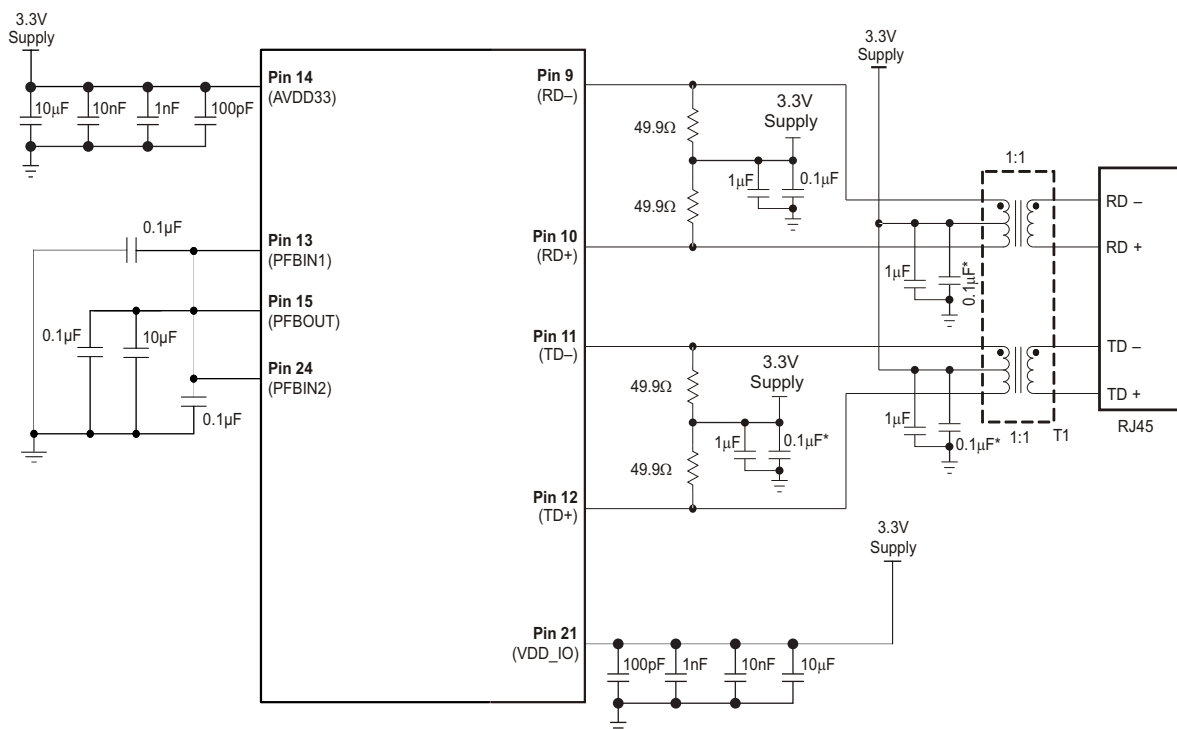 3.3V
Supply
10μF
10nF
1nF
100pF
Pin 14
(AVDD33)
0.1μF
Pin 13
(PFBIN1)
Pin 15
(PFBOUT)
0.1μF
10μF
Pin 24
(PFBIN2)
0.1μF
Pin 9
(RD–)
49.9Ω
3.3V
Supply
1μF
0.1μF
49.9Ω
Pin 10
(RD+)
Pin 11
(TD–)
49.9Ω
3.3V
Supply
1μF
0.1μF*
49.9Ω
Pin 12
(TD+)
3.3V
Supply
1:1
RD –
RD +
1μF
0.1μF*
TD –
TD +
1μF
0.1μF*
1:1
T1
RJ45
3.3V
Supply
Pin 21
(VDD_IO)
100pF
1nF
10nF
10μF